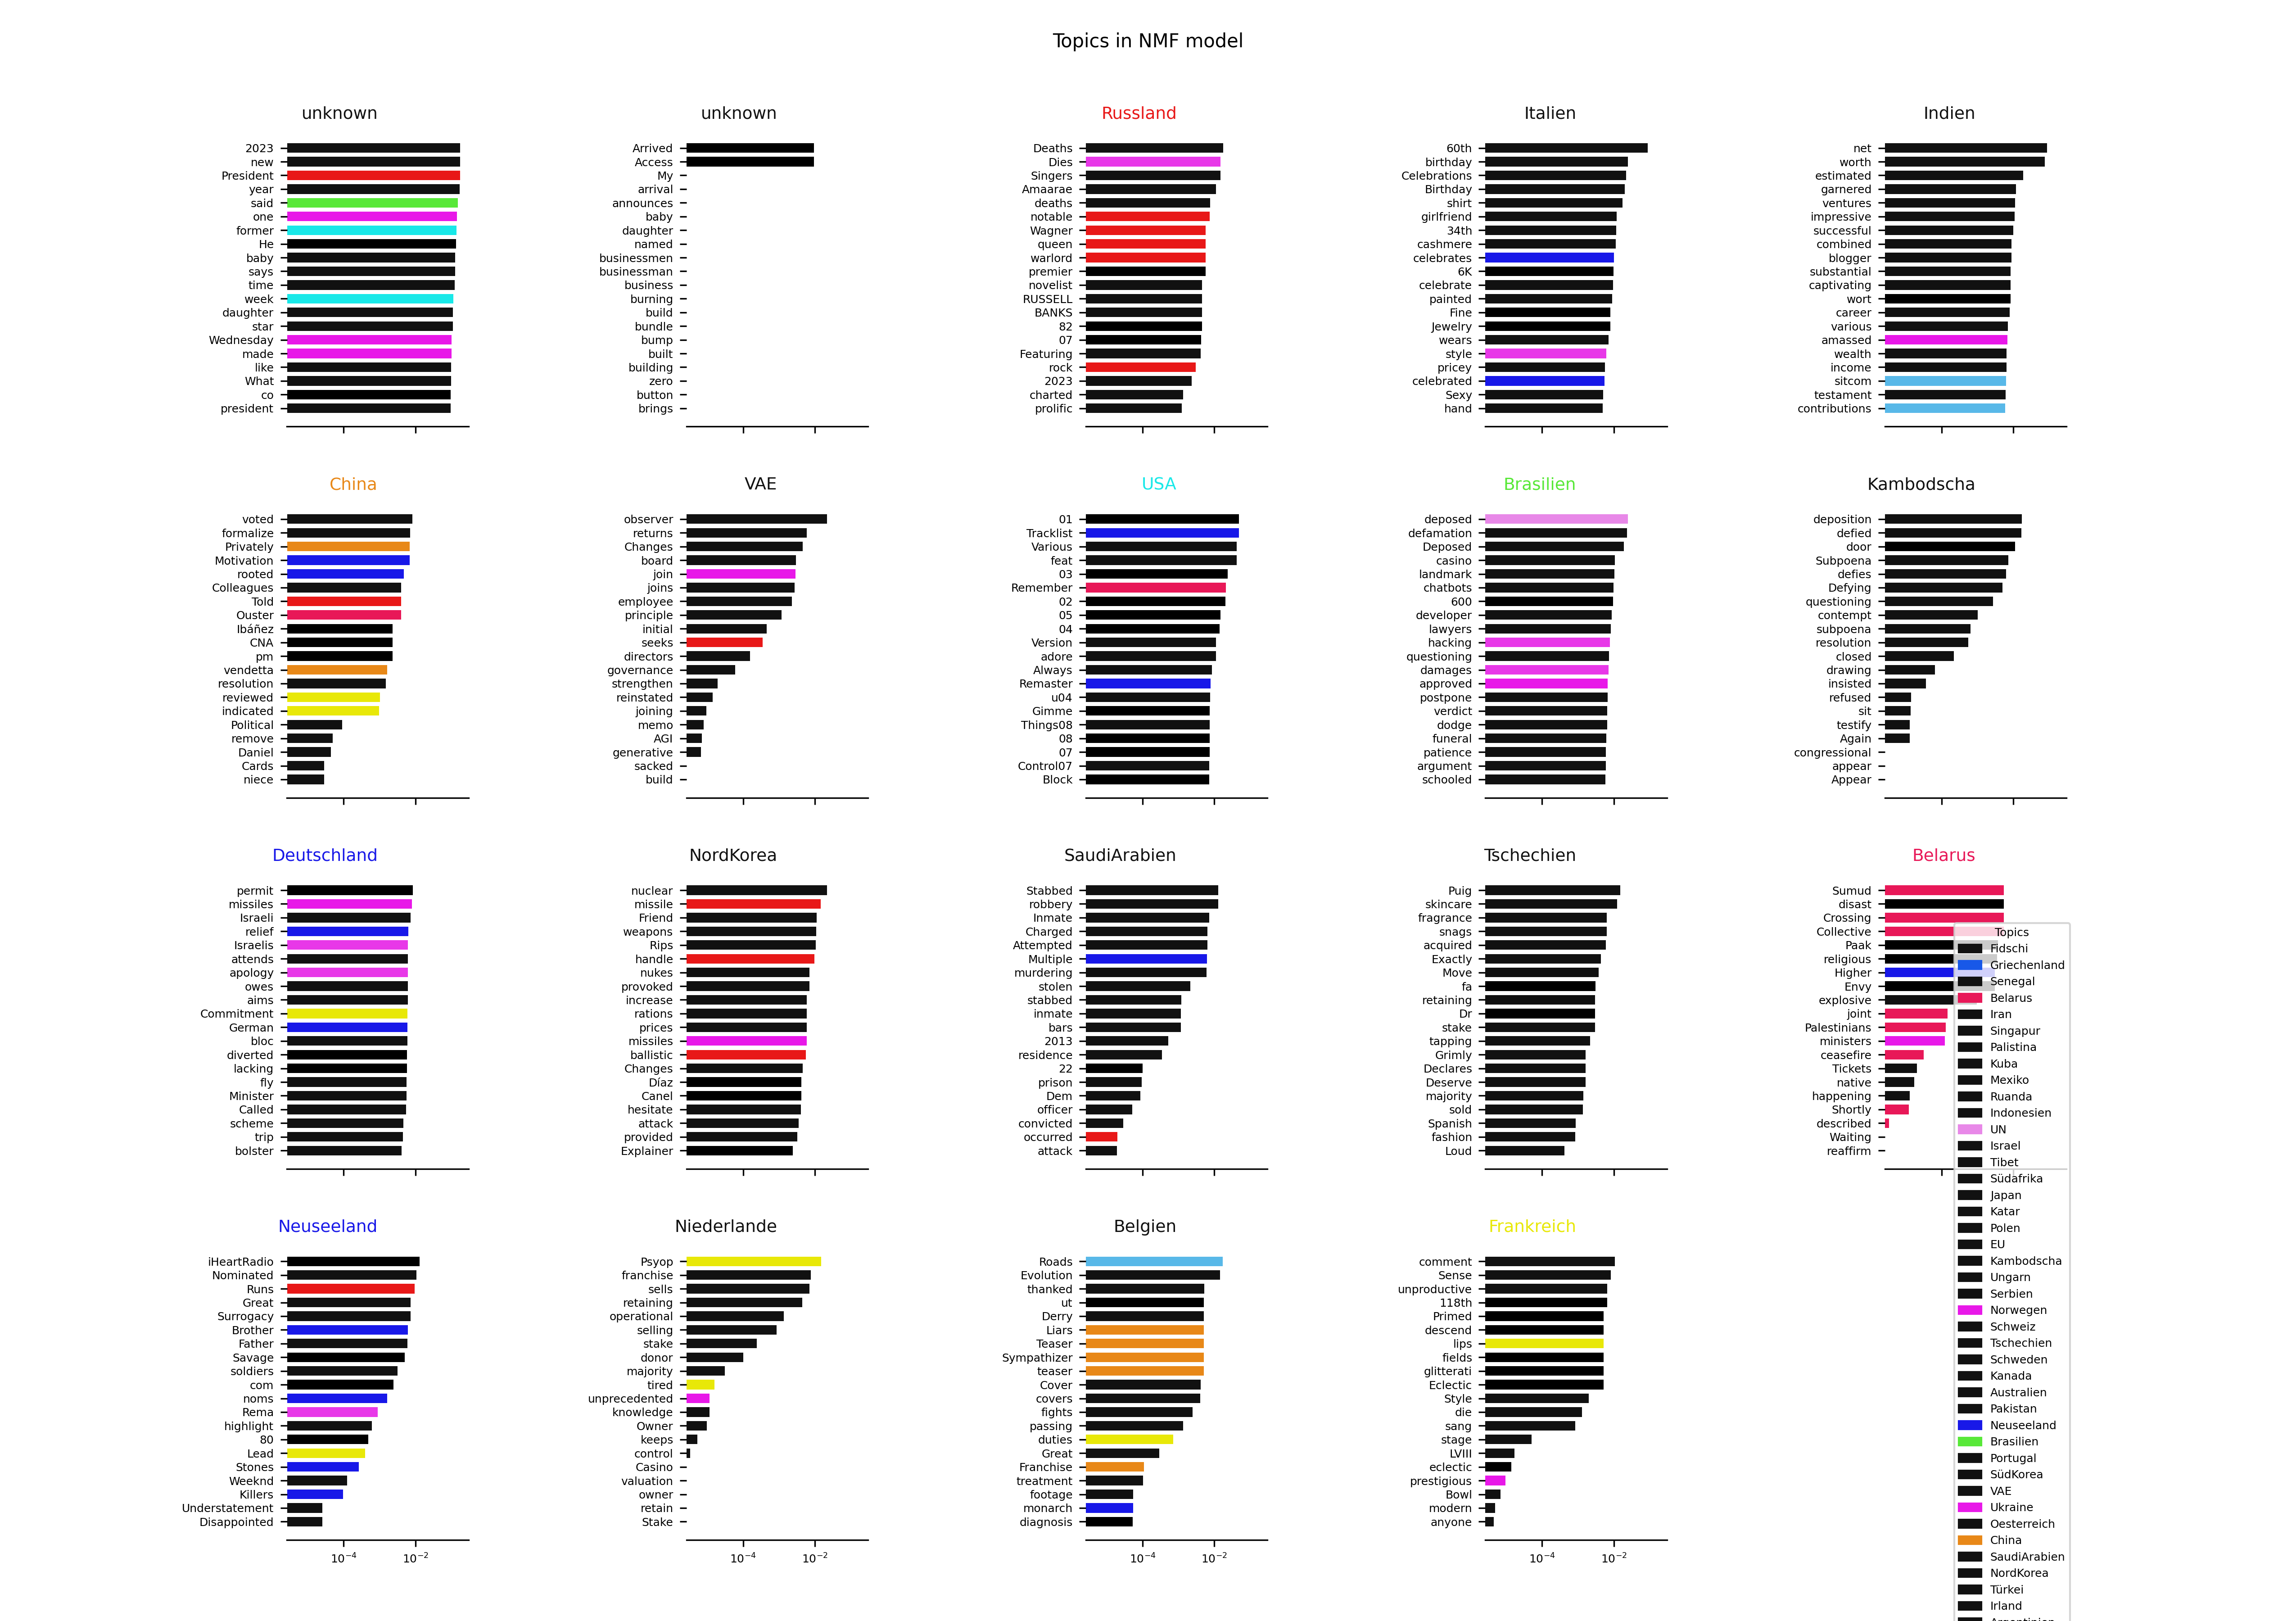 Topics in NMF model
unknown
2023
new
President
year
said
one
former
He
baby
says
time
week
daughter
star
Wednesday
made
like
What
co
president
unknown
Arrived
Access
My
arrival
announces
baby
daughter
named
businessmen
businessman
business
burning
build
bundle
bump
built
building
zero
button
brings
Russland
Deaths
Dies
Singers
Amaarae
deaths
notable
Wagner
queen
warlord
premier
novelist
RUSSELL
BANKS
82
07
Featuring
rock
2023
charted
prolific
Italien
60th
birthday
Celebrations
Birthday
shirt
girlfriend
34th
cashmere
celebrates
6K
celebrate
painted
Fine
Jewelry
wears
style
pricey
celebrated
Sexy
hand
Indien
net
worth
estimated
garnered
ventures
impressive
successful
combined
blogger
substantial
captivating
wort
career
various
amassed
wealth
income
sitcom
testament
contributions
China
voted
formalize
Privately
Motivation
rooted
Colleagues
Told
Ouster
Ibáñez
CNA
pm
vendetta
resolution
reviewed
indicated
Political
remove
Daniel
Cards
niece
VAE
observer
returns
Changes
board
join
joins
employee
principle
initial
seeks
directors
governance
strengthen
reinstated
joining
memo
AGI
generative
sacked
build
USA
01
Tracklist
Various
feat
03
Remember
02
05
04
Version
adore
Always
Remaster
u04
Gimme
Things08
08
07
Control07
Block
Brasilien
deposed
defamation
Deposed
casino
landmark
chatbots
600
developer
lawyers
hacking
questioning
damages
approved
postpone
verdict
dodge
funeral
patience
argument
schooled
Kambodscha
deposition
defied
door
Subpoena
defies
Defying
questioning
contempt
subpoena
resolution
closed
drawing
insisted
refused
sit
testify
Again
congressional
appear
Appear
Deutschland
permit
missiles
Israeli
relief
Israelis
attends
apology
owes
aims
Commitment
German
bloc
diverted
lacking
fly
Minister
Called
scheme
trip
bolster
NordKorea
nuclear
missile
Friend
weapons
Rips
handle
nukes
provoked
increase
rations
prices
missiles
ballistic
Changes
Díaz
Canel
hesitate
attack
provided
Explainer
SaudiArabien
Stabbed
robbery
Inmate
Charged
Attempted
Multiple
murdering
stolen
stabbed
inmate
bars
2013
residence
22
prison
Dem
officer
convicted
occurred
attack
Tschechien
Puig
skincare
fragrance
snags
acquired
Exactly
Move
fa
retaining
Dr
stake
tapping
Grimly
Declares
Deserve
majority
sold
Spanish
fashion
Loud
Belarus
Sumud
disast
Crossing
Collective
Paak
religious
Higher
Envy
explosive
joint
Palestinians
ministers
ceasefire
Tickets
native
happening
Shortly
described
Waiting
reaffirm
Neuseeland
iHeartRadio
Nominated
Runs
Great
Surrogacy
Brother
Father
Savage
soldiers
com
noms
Rema
highlight
80
Lead
Stones
Weeknd
Killers
Understatement
Disappointed
10⁻⁴ 10⁻²
Niederlande
Psyop
franchise
sells
retaining
operational
selling
stake
donor
majority
tired
unprecedented
knowledge
Owner
keeps
control
Casino
valuation
owner
retain
Stake
10⁻⁴ 10⁻²
Belgien
Roads
Evolution
thanked
ut
Derry
Liars
Teaser
Sympathizer
teaser
Cover
covers
fights
passing
duties
Great
Franchise
treatment
footage
monarch
diagnosis
10⁻⁴ 10⁻²
Frankreich
comment
Sense
unproductive
118th
Primed
descend
lips
fields
glitterati
Eclectic
Style
die
sang
stage
LVIII
eclectic
prestigious
Bowl
modern
anyone
10⁻⁴ 10⁻²
Topics
Fidschi
Griechenland
Senegal
Belarus
Iran
Singapur
Palistina
Kuba
Mexiko
Ruanda
Indonesien
UN
Israel
Tibet
Südafrika
Japan
Katar
Polen
EU
Kambodscha
Ungarn
Serbien
Norwegen
Schweiz
Tschechien
Schweden
Kanada
Australien
Pakistan
Neuseeland
Brasilien
Portugal
SüdKorea
VAE
Ukraine
Oesterreich
China
SaudiArabien
NordKorea
Türkei
Irland